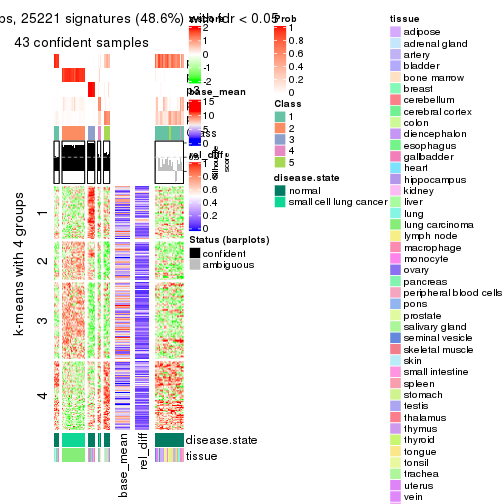 25221 signatures (48.6%) with fdr < 0.05
43 confident samples
k-means with 4 groups
1
2
3
4
base_mean
rel_diff
disease.state
tissue
2
1
0
-1
-2
base_mean
15
10
5
0
rel_diff
1
0.8
0.6
0.4
0.2
0
Status (barplots)
confident
ambiguous
Silhouette
score
Prob
1
0.8
0.6
0.4
0.2
0
Class
1
2
3
4
5
disease.state
normal
small cell lung cancer
tissue
adipose
adrenal gland
artery
bladder
bone marrow
breast
cerebellum
cerebral cortex
colon
diencephalon
esophagus
gallbadder
heart
hippocampus
kidney
liver
lung
lung carcinoma
lymph node
macrophage
monocyte
ovary
pancreas
peripheral blood cells
pons
prostate
salivary gland
seminal vesicle
skeletal muscle
skin
small intestine
spleen
stomach
testis
thalamus
thymus
thyroid
tongue
tonsil
trachea
uterus
vein